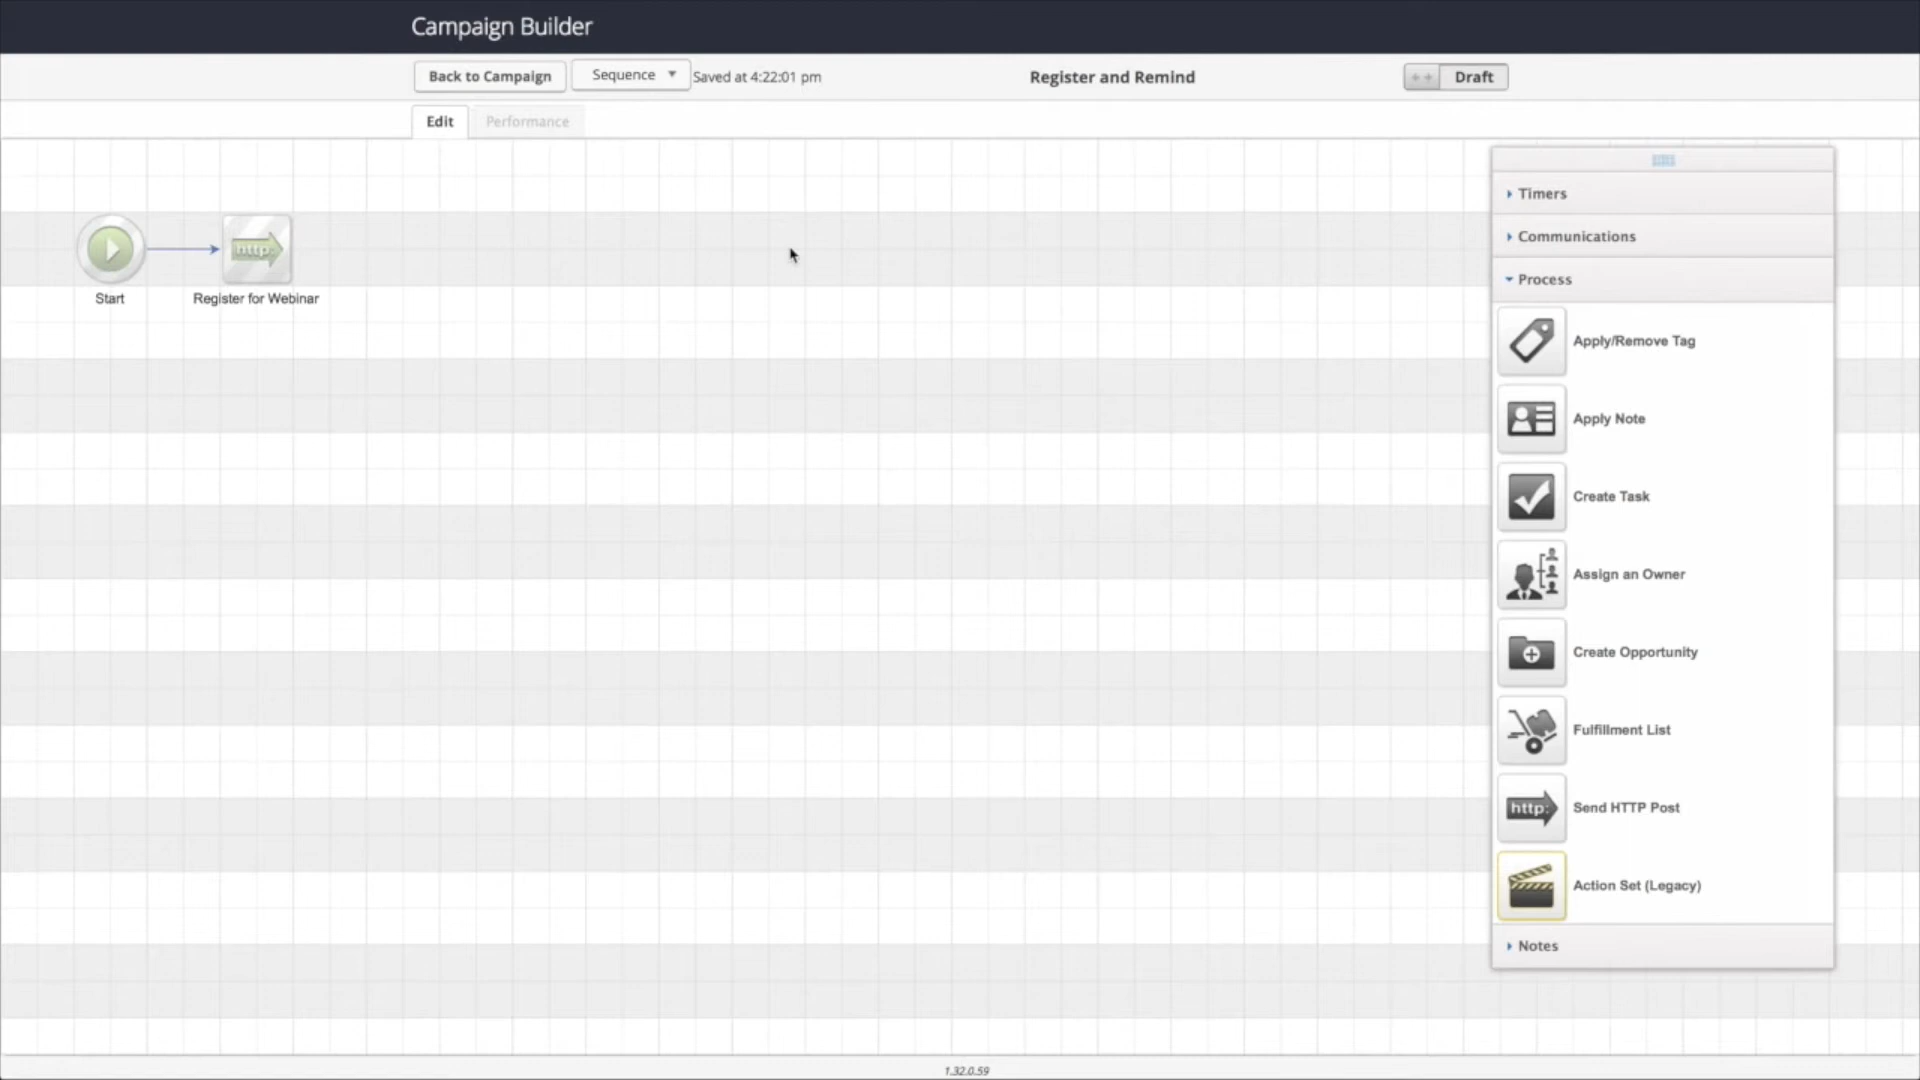 Campaign Builder
Back to Campaign
Sequence
Saved at 4:22:01 pm
Register and Remind
Draft
Edit
Performance
Timers
Communications
Process
http:
Start
Register for Webinar
Apply/Remove Tag
Apply Note
Create Task
Assign an Owner
Create Opportunity
Fulfillment List
http:
Send HTTP Post
Action Set (Legacy)
Notes
1.32.0.59